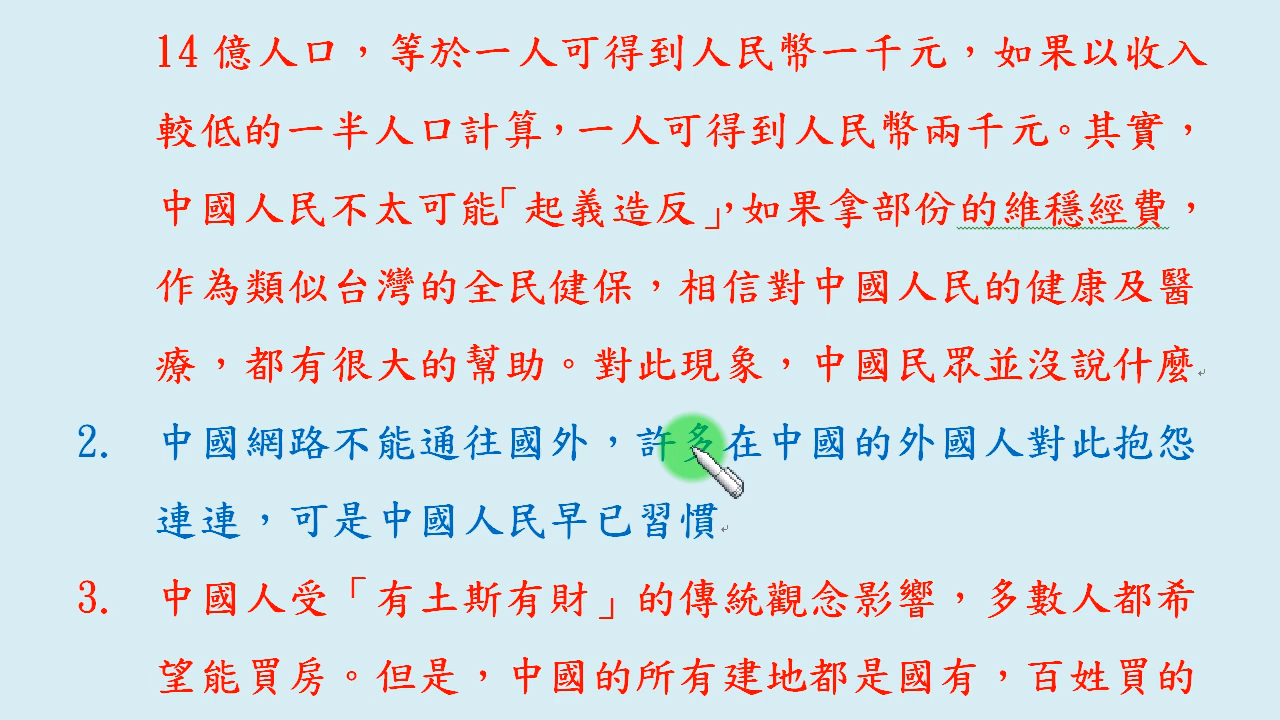 14 億人口，等於一人可得到人民幣一千元，如果以收入
較低的一半人口計算，一人可得到人民幣兩千元。其實，
中國人民不太可能「起義造反」，如果拿部份的維穩經費，
作為類似台灣的全民健保，相信對中國人民的健康及醫
療，都有很大的幫助。對此現象，中國民眾並沒說什麼
2. 中國網路不能通往國外，許多在中國的外國人對此抱怨
連連，可是中國人民早已習慣
3. 中國人受「有土斯有財」的傳統觀念影響，多數人都希
望能買房。但是，中國的所有建地都是國有，百姓買的